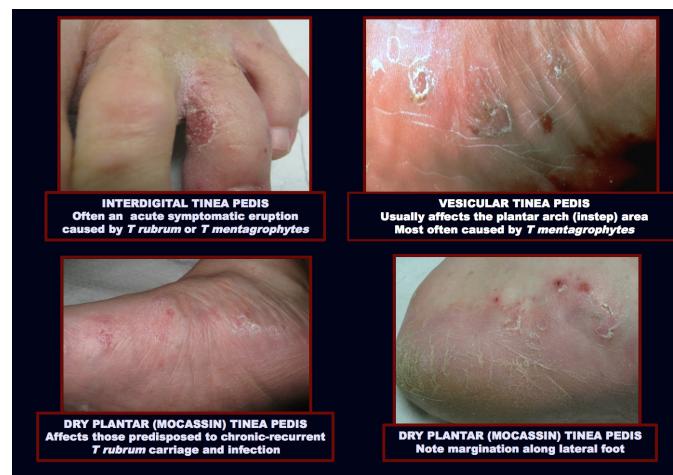 INTERDIGITAL TINEA PEDIS
Often an  acute symptomatic eruption
caused by T rubrum or T mentagrophytes
VESICULAR TINEA PEDIS
Usually affects the plantar arch (instep) area
Most often caused by T mentagrophytes
DRY PLANTAR (MOCASSIN) TINEA PEDIS
Affects those predisposed to chronic-recurrent
T rubrum carriage and infection
DRY PLANTAR (MOCASSIN) TINEA PEDIS
Note margination along lateral foot